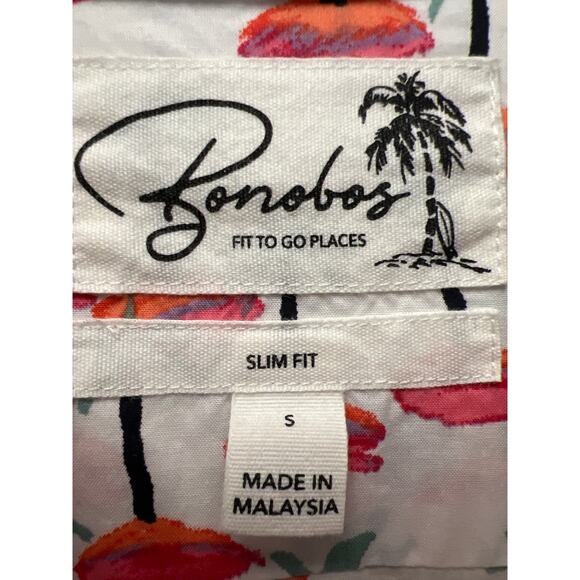 Bonobos
FIT TO GO PLACES
SLIM FIT
S
MADE IN
MALAYSIA